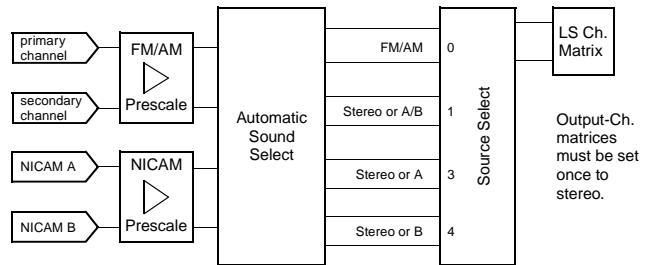 primary
channel
secondary
channel
NICAM A
NICAM B
FM/AM
Prescale
NICAM
Prescale
Automatic
Sound
Select
FM/AM
Stereo or A/B
Stereo or A
Stereo or B
0
1
3
4
Source Select
LS Ch.
Matrix
Output-Ch.
matrices
must be set
once to
stereo.